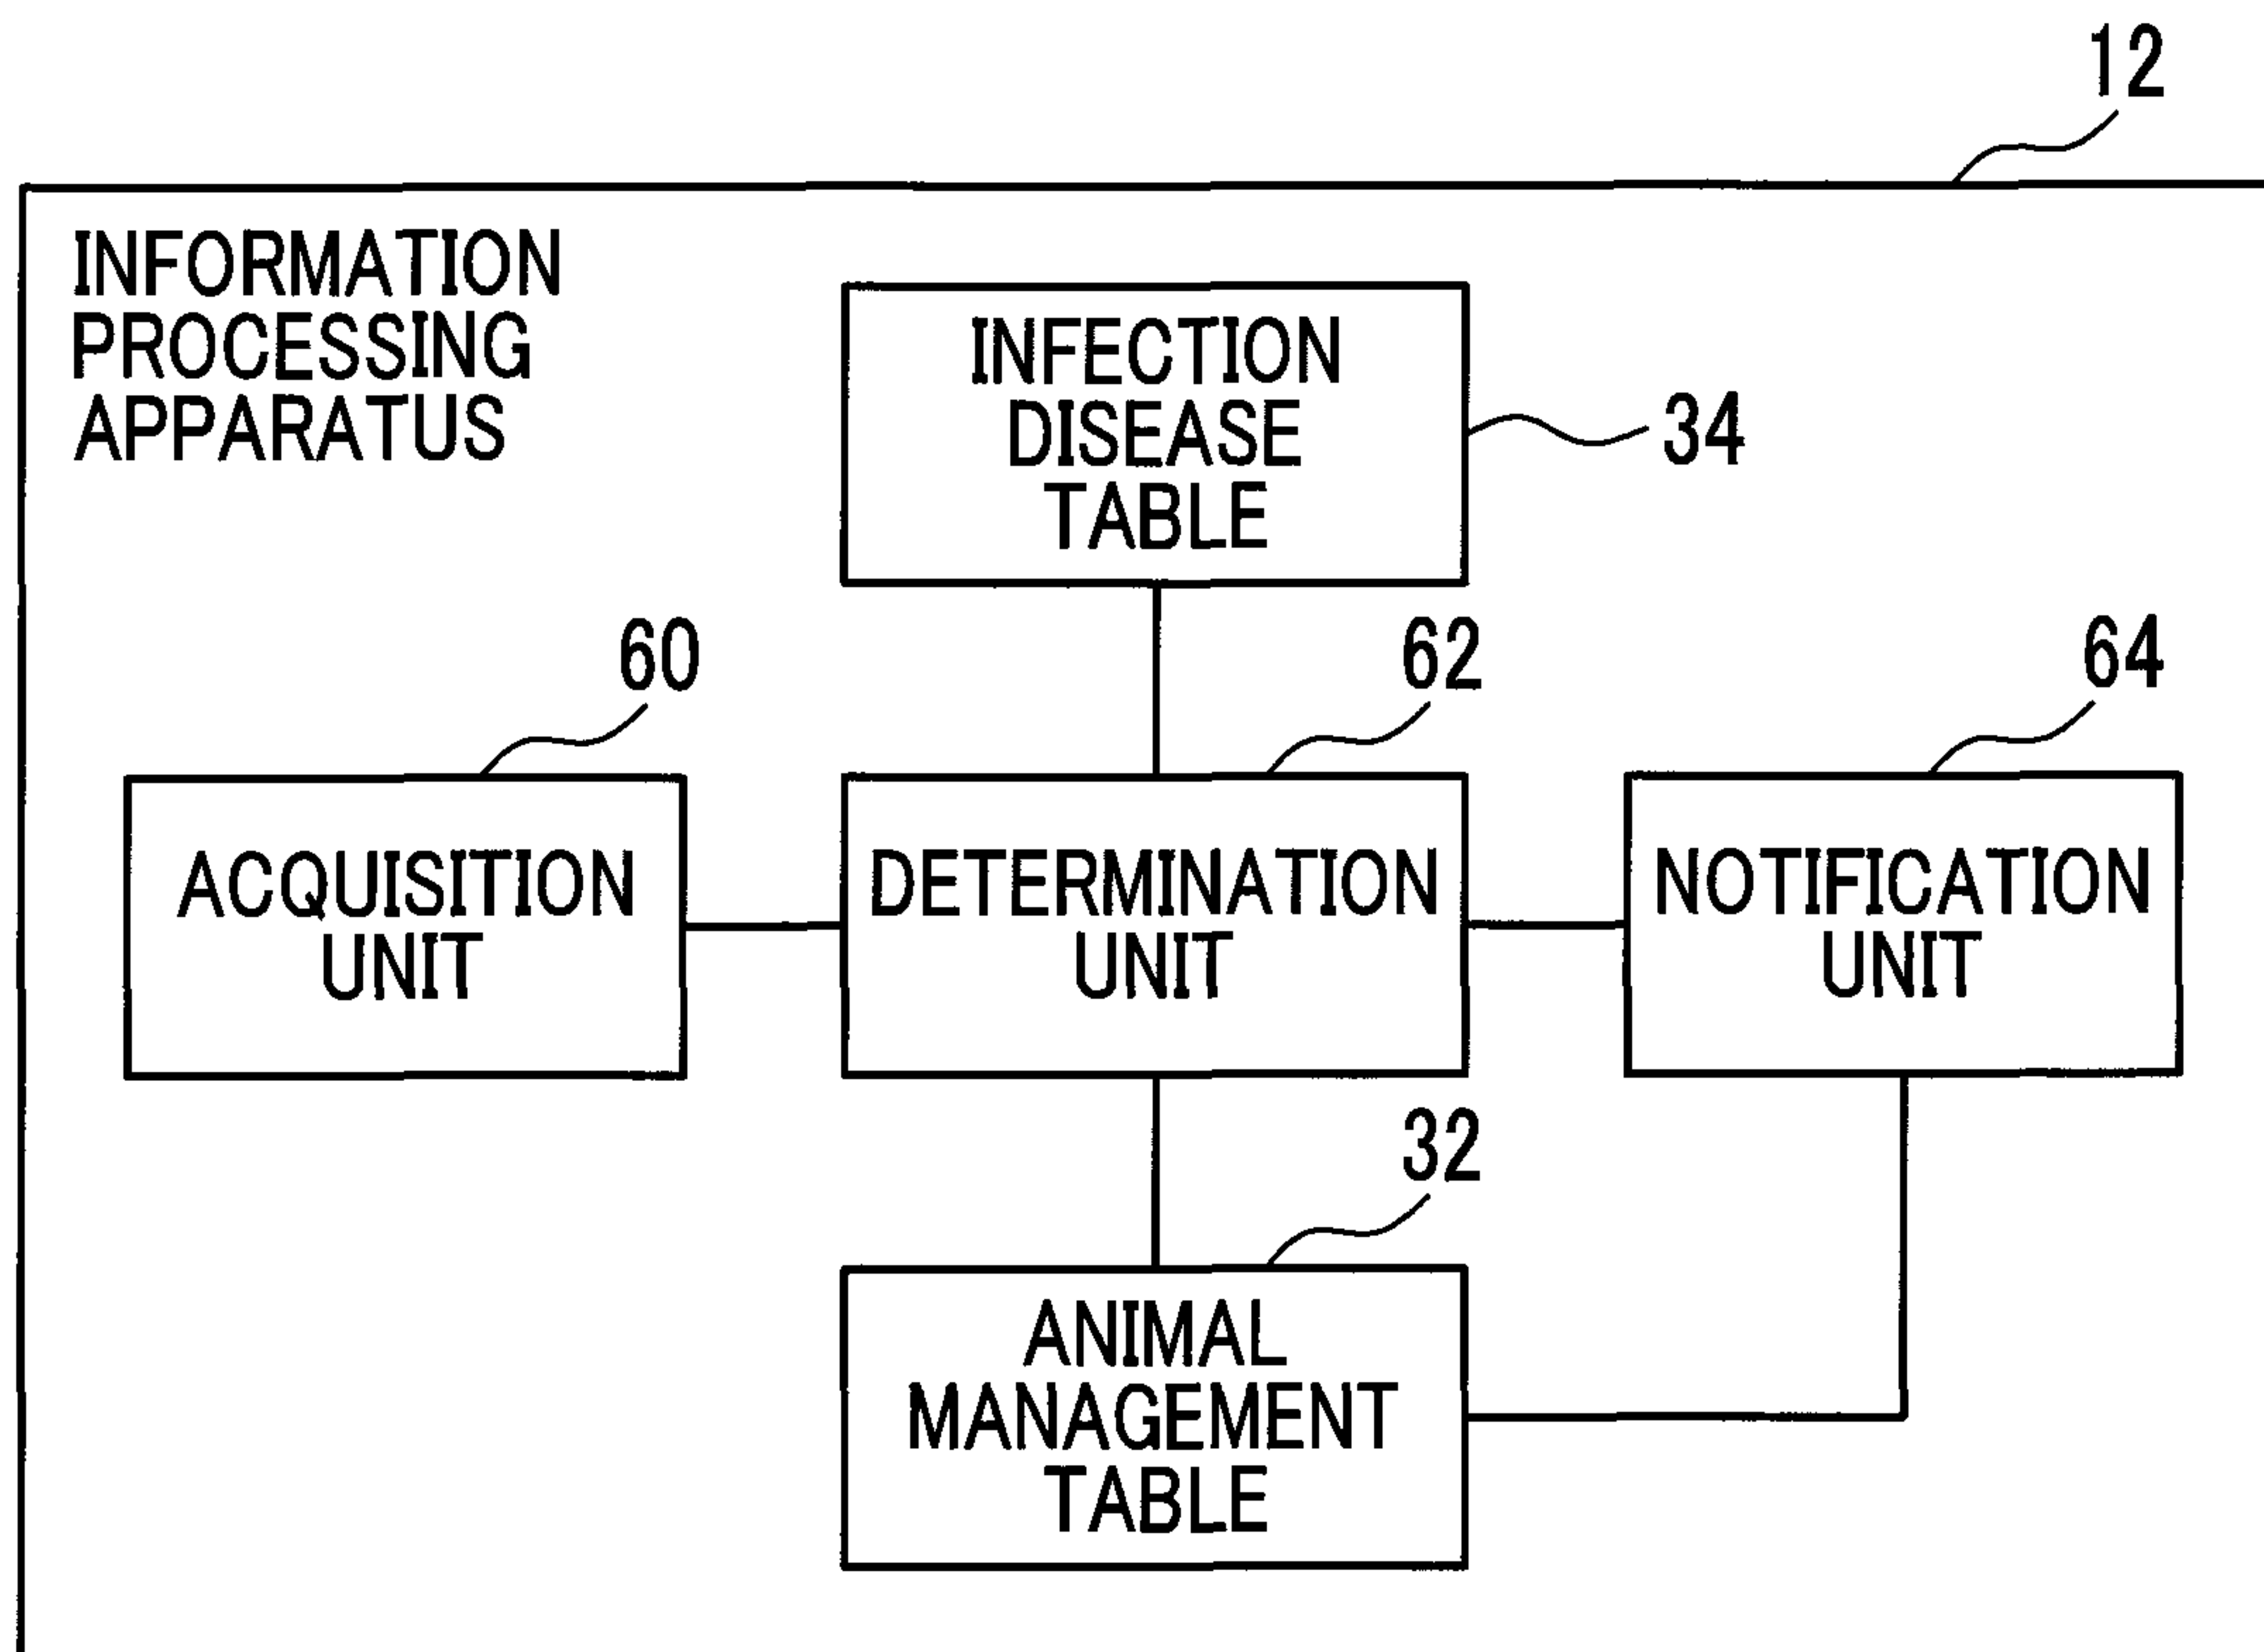 12
INFORMATION
PROCESSING
APPARATUS
INFECTION
DISEASE
TABLE
34
60
62
64
ACQUISITION
UNIT
DETERMINATION
UNIT
NOTIFICATION
UNIT
32
ANIMAL
MANAGEMENT
TABLE